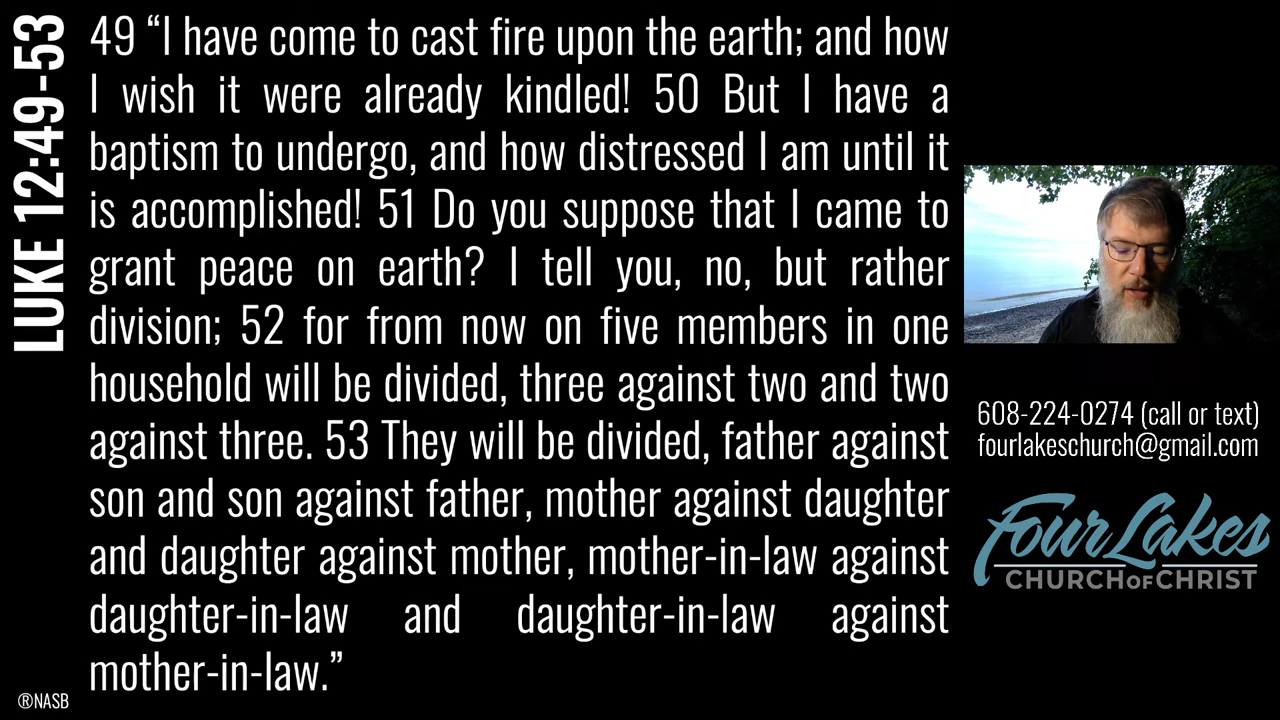 LUKE 12:49-53
49 “I have come to cast fire upon the earth; and how
I wish it were already kindled! 50 But I have a
baptism to undergo, and how distressed I am until it
is accomplished! 51 Do you suppose that I came to
grant peace on earth? I tell you, no, but rather
division; 52 for from now on five members in one
household will be divided, three against two and two
against three. 53 They will be divided, father against
son and son against father, mother against daughter
and daughter against mother, mother-in-law against
daughter-in-law and daughter-in-law against
mother-in-law.”
®NASB
608-224-0274 (call or text)
fourlakeschurch@gmail.com
Four Lakes
CHURCH OF CHRIST